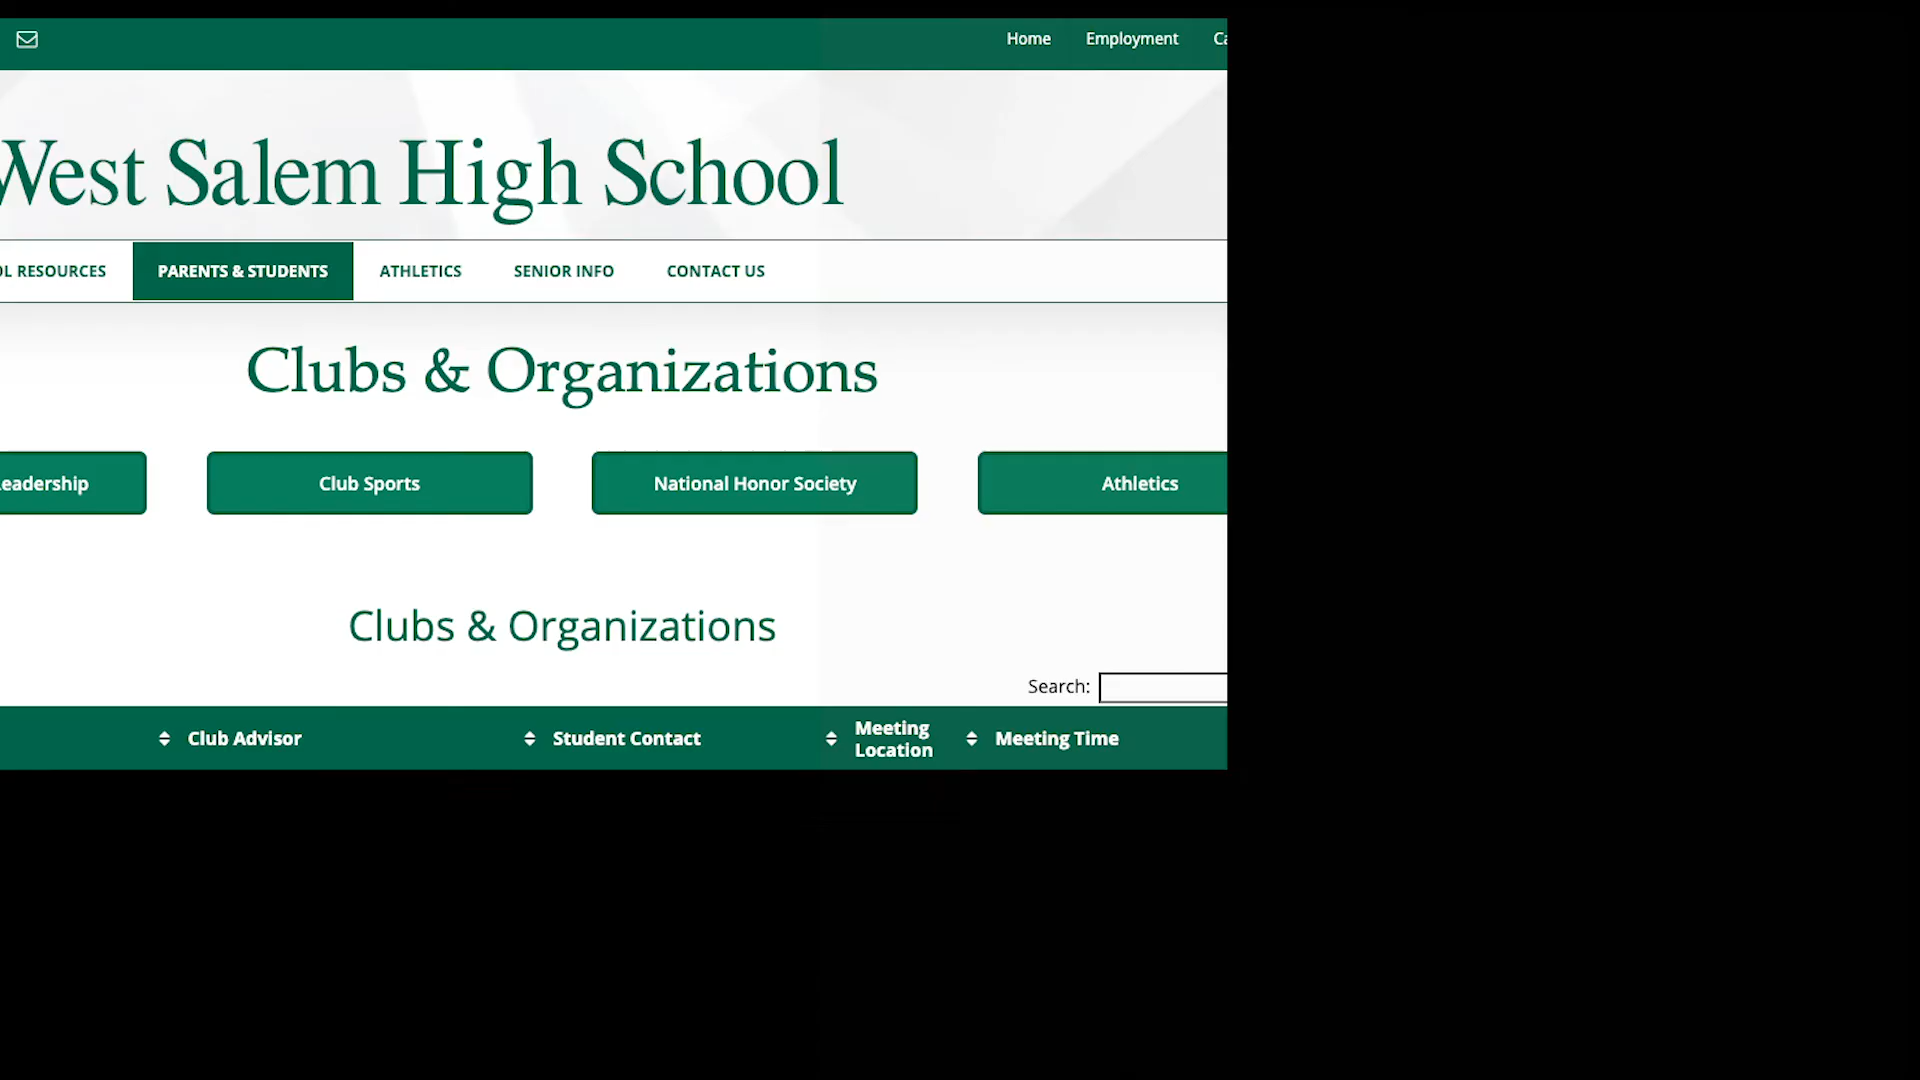 Home Employment
West Salem High School
RESOURCES PARENTS & STUDENTS ATHLETICS SENIOR INFO CONTACT US
Clubs & Organizations
eadership Club Sports National Honor Society Athletics
Clubs & Organizations
Search:
Club Advisor Student Contact Meeting Location Meeting Time